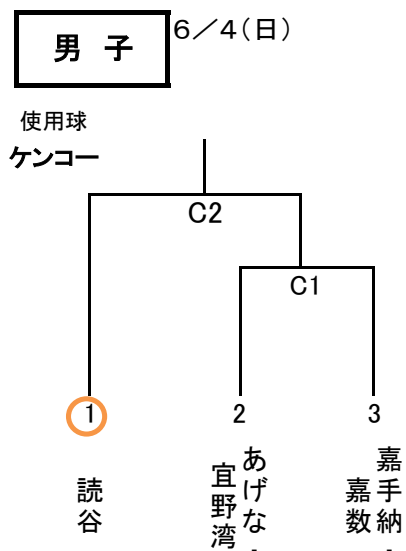 男 子
6／4（日）
使用球
ケンコー
C2
C1
1
2
3
読谷
あげな・
宜野湾
嘉手納・
嘉数